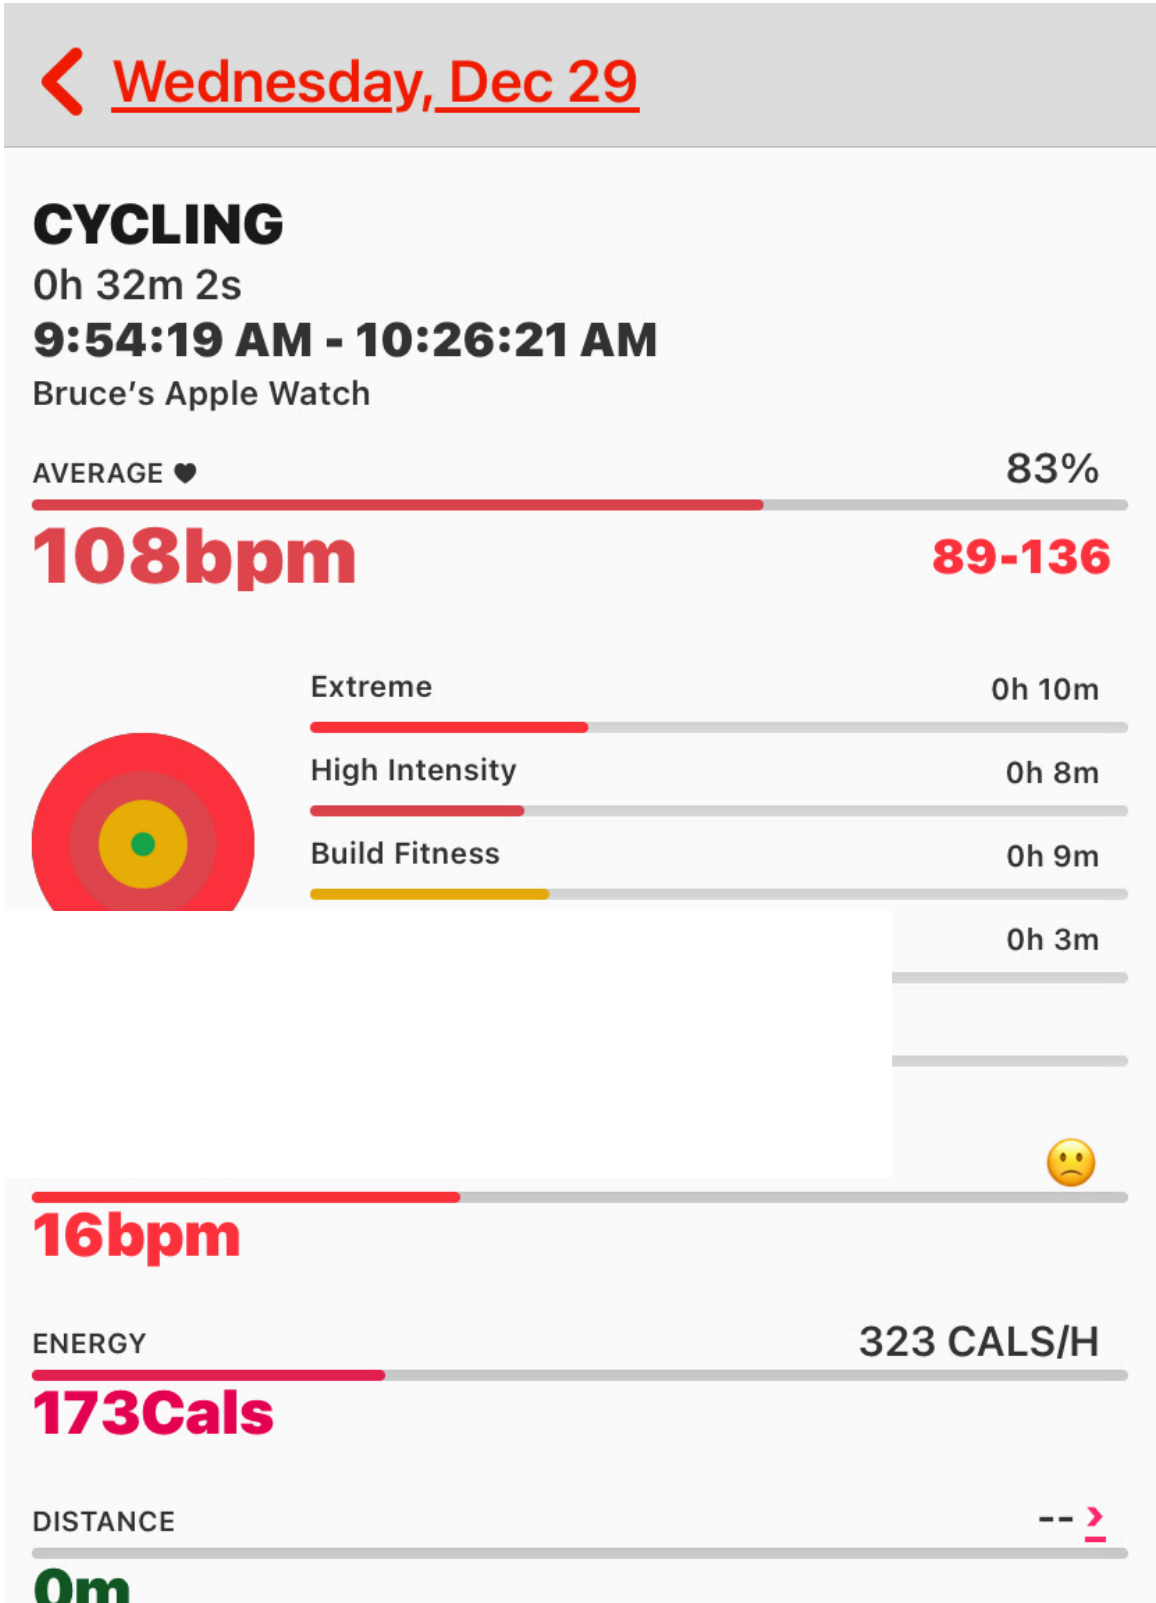 Wednesday, Dec 29
CYCLING
0h 32m 2s
9:54:19 AM - 10:26:21 AM
Bruce's Apple Watch
AVERAGE ♥ 83%
108bpm 89-136
Extreme 0h 10m
High Intensity 0h 8m
Build Fitness 0h 9m
0h 3m
16bpm
ENERGY 323 CALS/H
173Cals
DISTANCE -- >
0m